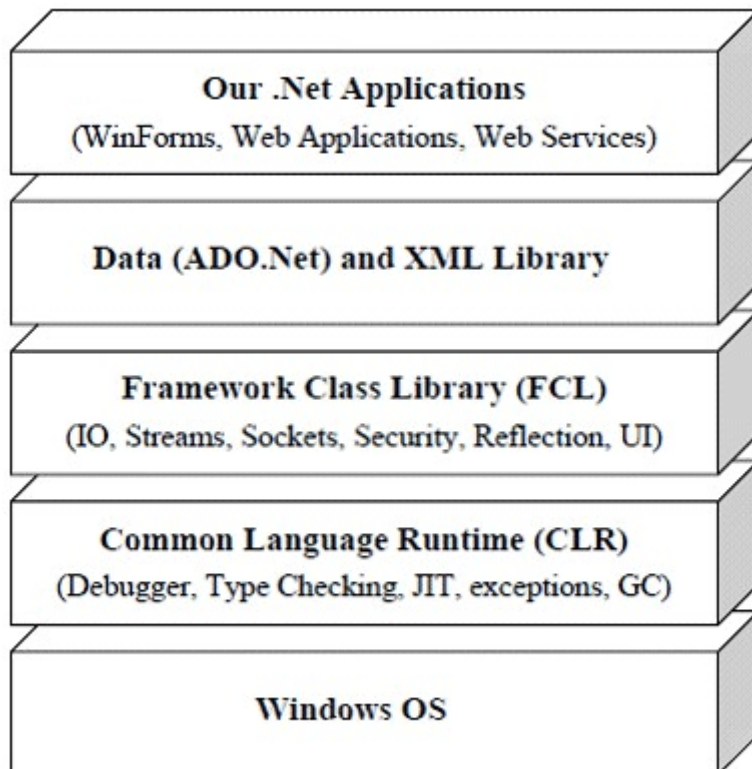 Our .Net Applications
(WinForms, Web Applications, Web Services)
Data (ADO.Net) and XML Library
Framework Class Library (FCL)
(IO, Streams, Sockets, Security, Reflection, UI)
Common Language Runtime (CLR)
(Debugger, Type Checking, JIT, exceptions, GC)
Windows OS